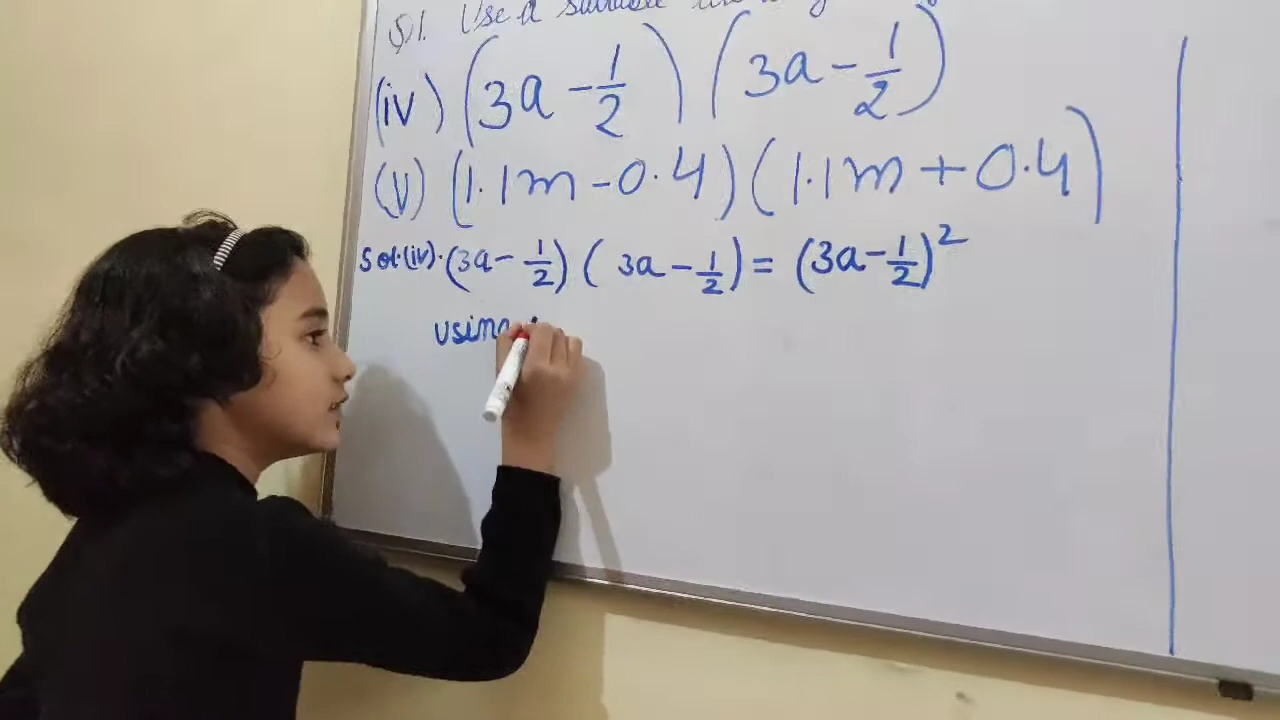 Q1. Use a suitable
(iv) (3a - 1/2) (3a - 1/2)
(v) (1.1m - 0.4) (1.1m + 0.4)
Sol.(iv). (3a - 1/2) (3a - 1/2) = (3a - 1/2)²
using